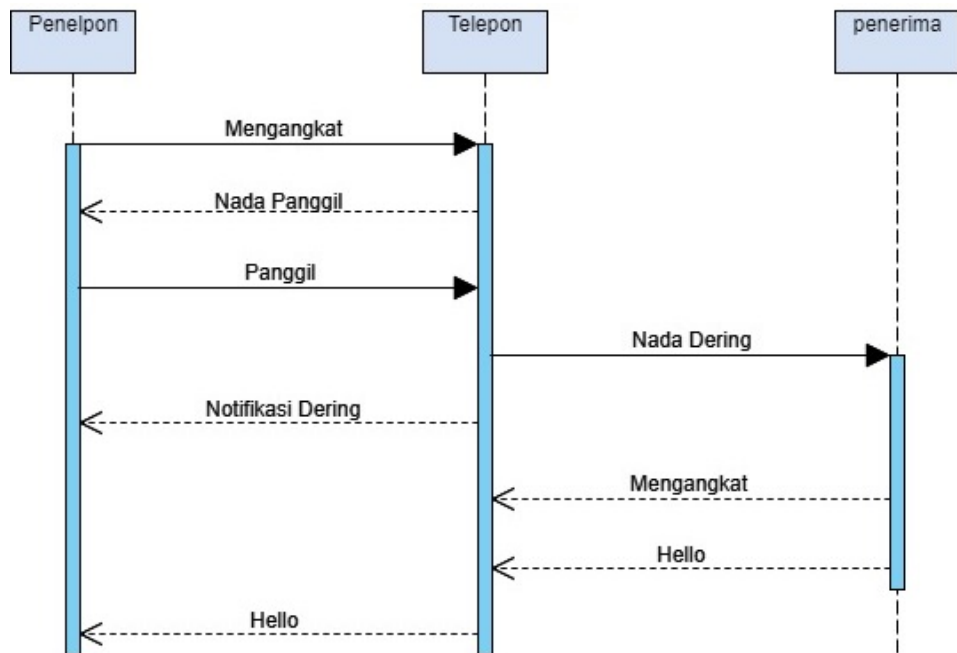 Penelpon
Telepon
penerima
Mengangkat
Nada Panggil
Panggil
Nada Dering
Notifikasi Dering
Mengangkat
Hello
Hello